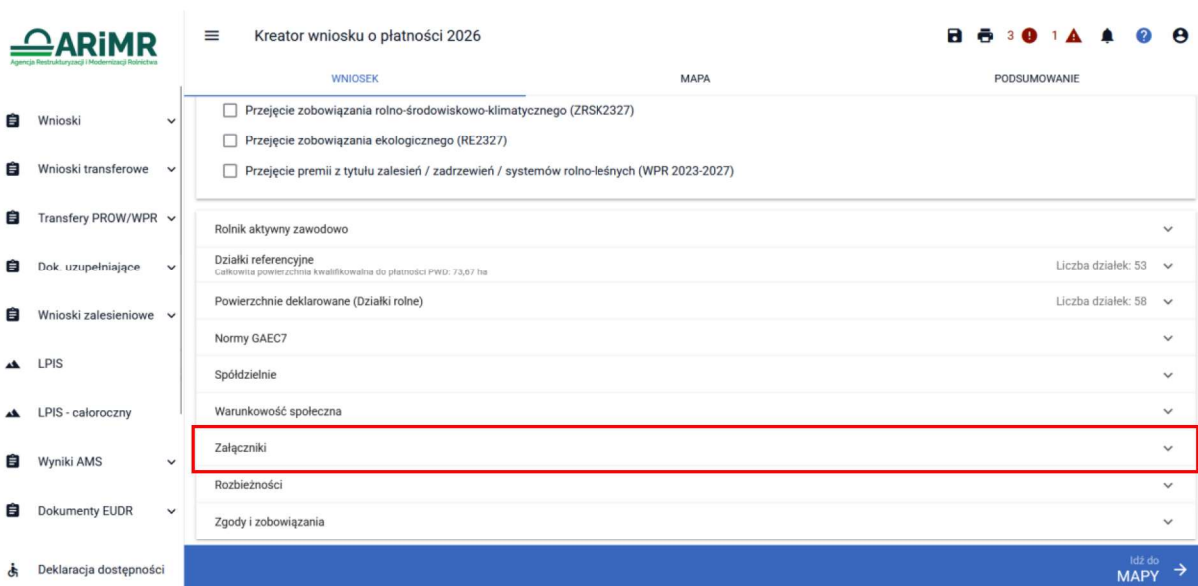 ARiMR
Agencja Restrukturyzacji i Modernizacji Rolnictwa
Kreator wniosku o płatności 2026
3 1
WNIOSEK MAPA PODSUMOWANIE
Wnioski
Wnioski transferowe
Transfery PROW/WPR
Dok. uzupełniające
Wnioski zalesieniowe
LPIS
LPIS - całoroczny
Wyniki AMS
Dokumenty EUDR
Deklaracja dostępności
Przejęcie zobowiązania rolno-środowiskowo-klimatycznego (ZRSK2327)
Przejęcie zobowiązania ekologicznego (RE2327)
Przejęcie premii z tytułu zalesień / zadrzewień / systemów rolno-leśnych (WPR 2023-2027)
Rolnik aktywny zawodowo
Działki referencyjne
Całkowita powierzchnia kwalifikowalna do płatności PWD: 73,67 ha
Liczba działek: 53
Powierzchnie deklarowane (Działki rolne) Liczba działek: 58
Normy GAEC7
Spółdzielnie
Warunkowość społeczna
Załączniki
Rozbieżności
Zgody i zobowiązania
Idź do
MAPY